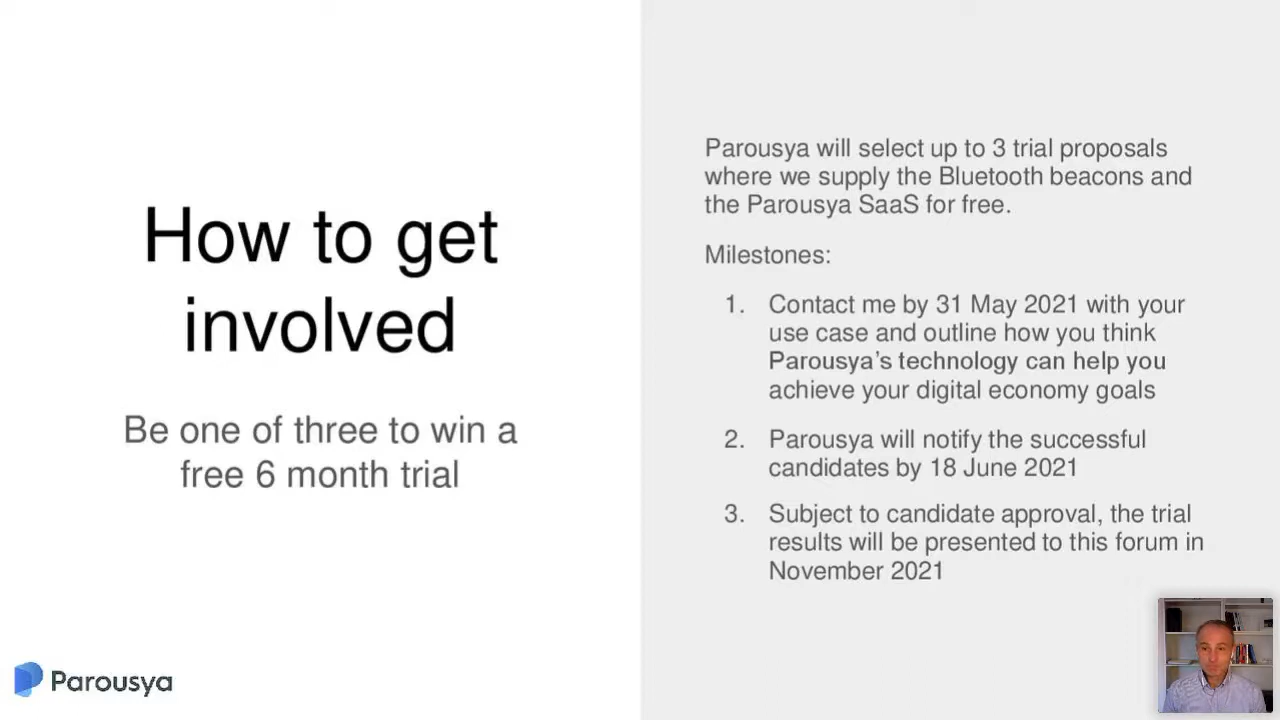 How to get
involved
Be one of three to win a
free 6 month trial
Parousya
Parousya will select up to 3 trial proposals
where we supply the Bluetooth beacons and
the Parousya SaaS for free.
Milestones:
1. Contact me by 31 May 2021 with your
use case and outline how you think
Parousya’s technology can help you
achieve your digital economy goals
2. Parousya will notify the successful
candidates by 18 June 2021
3. Subject to candidate approval, the trial
results will be presented to this forum in
November 2021